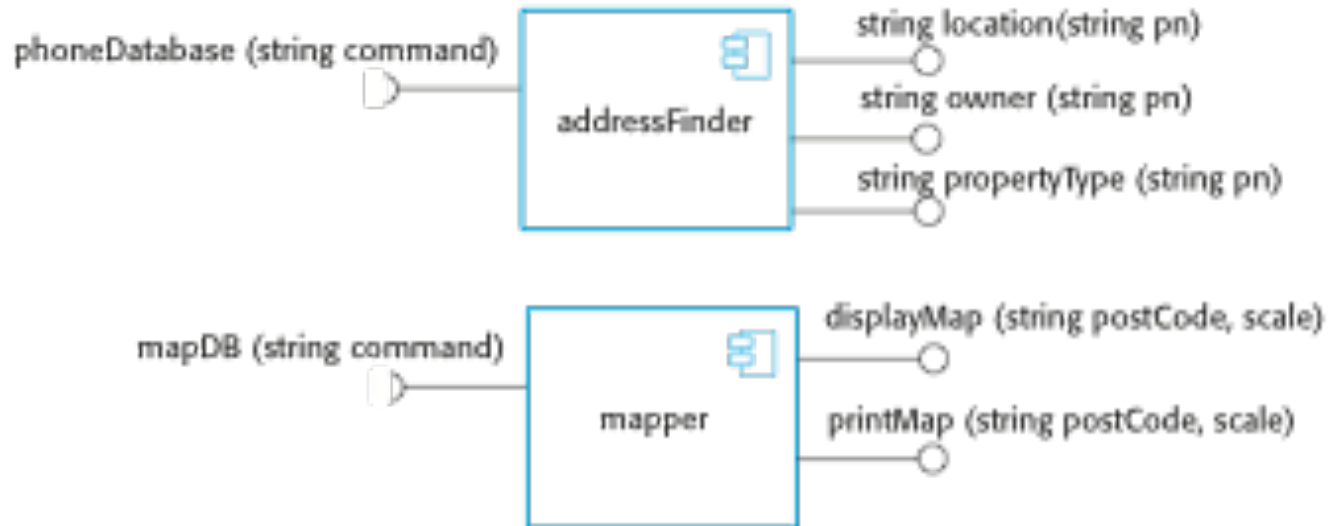 string location(string pn)
phoneDatabase (string command)
string owner (string pn)
addressFinder
string propertyType (string pn)
displayMap (string postCode, scale)
mapDB (string command)
mapper
printMap (string postCode, scale)